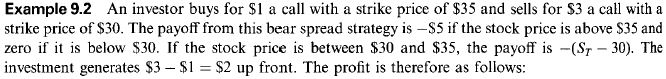 Example 9.2 An investor buys for $1 a call with a strike price of $35 and sells for $3 a call with a
strike price of $30. The payoff from this bear spread strategy is −$5 if the stock price is above $35 and
zero if it is below $30. If the stock price is between $30 and $35, the payoff is −(S_T − 30). The
investment generates $3 − $1 = $2 up front. The profit is therefore as follows: